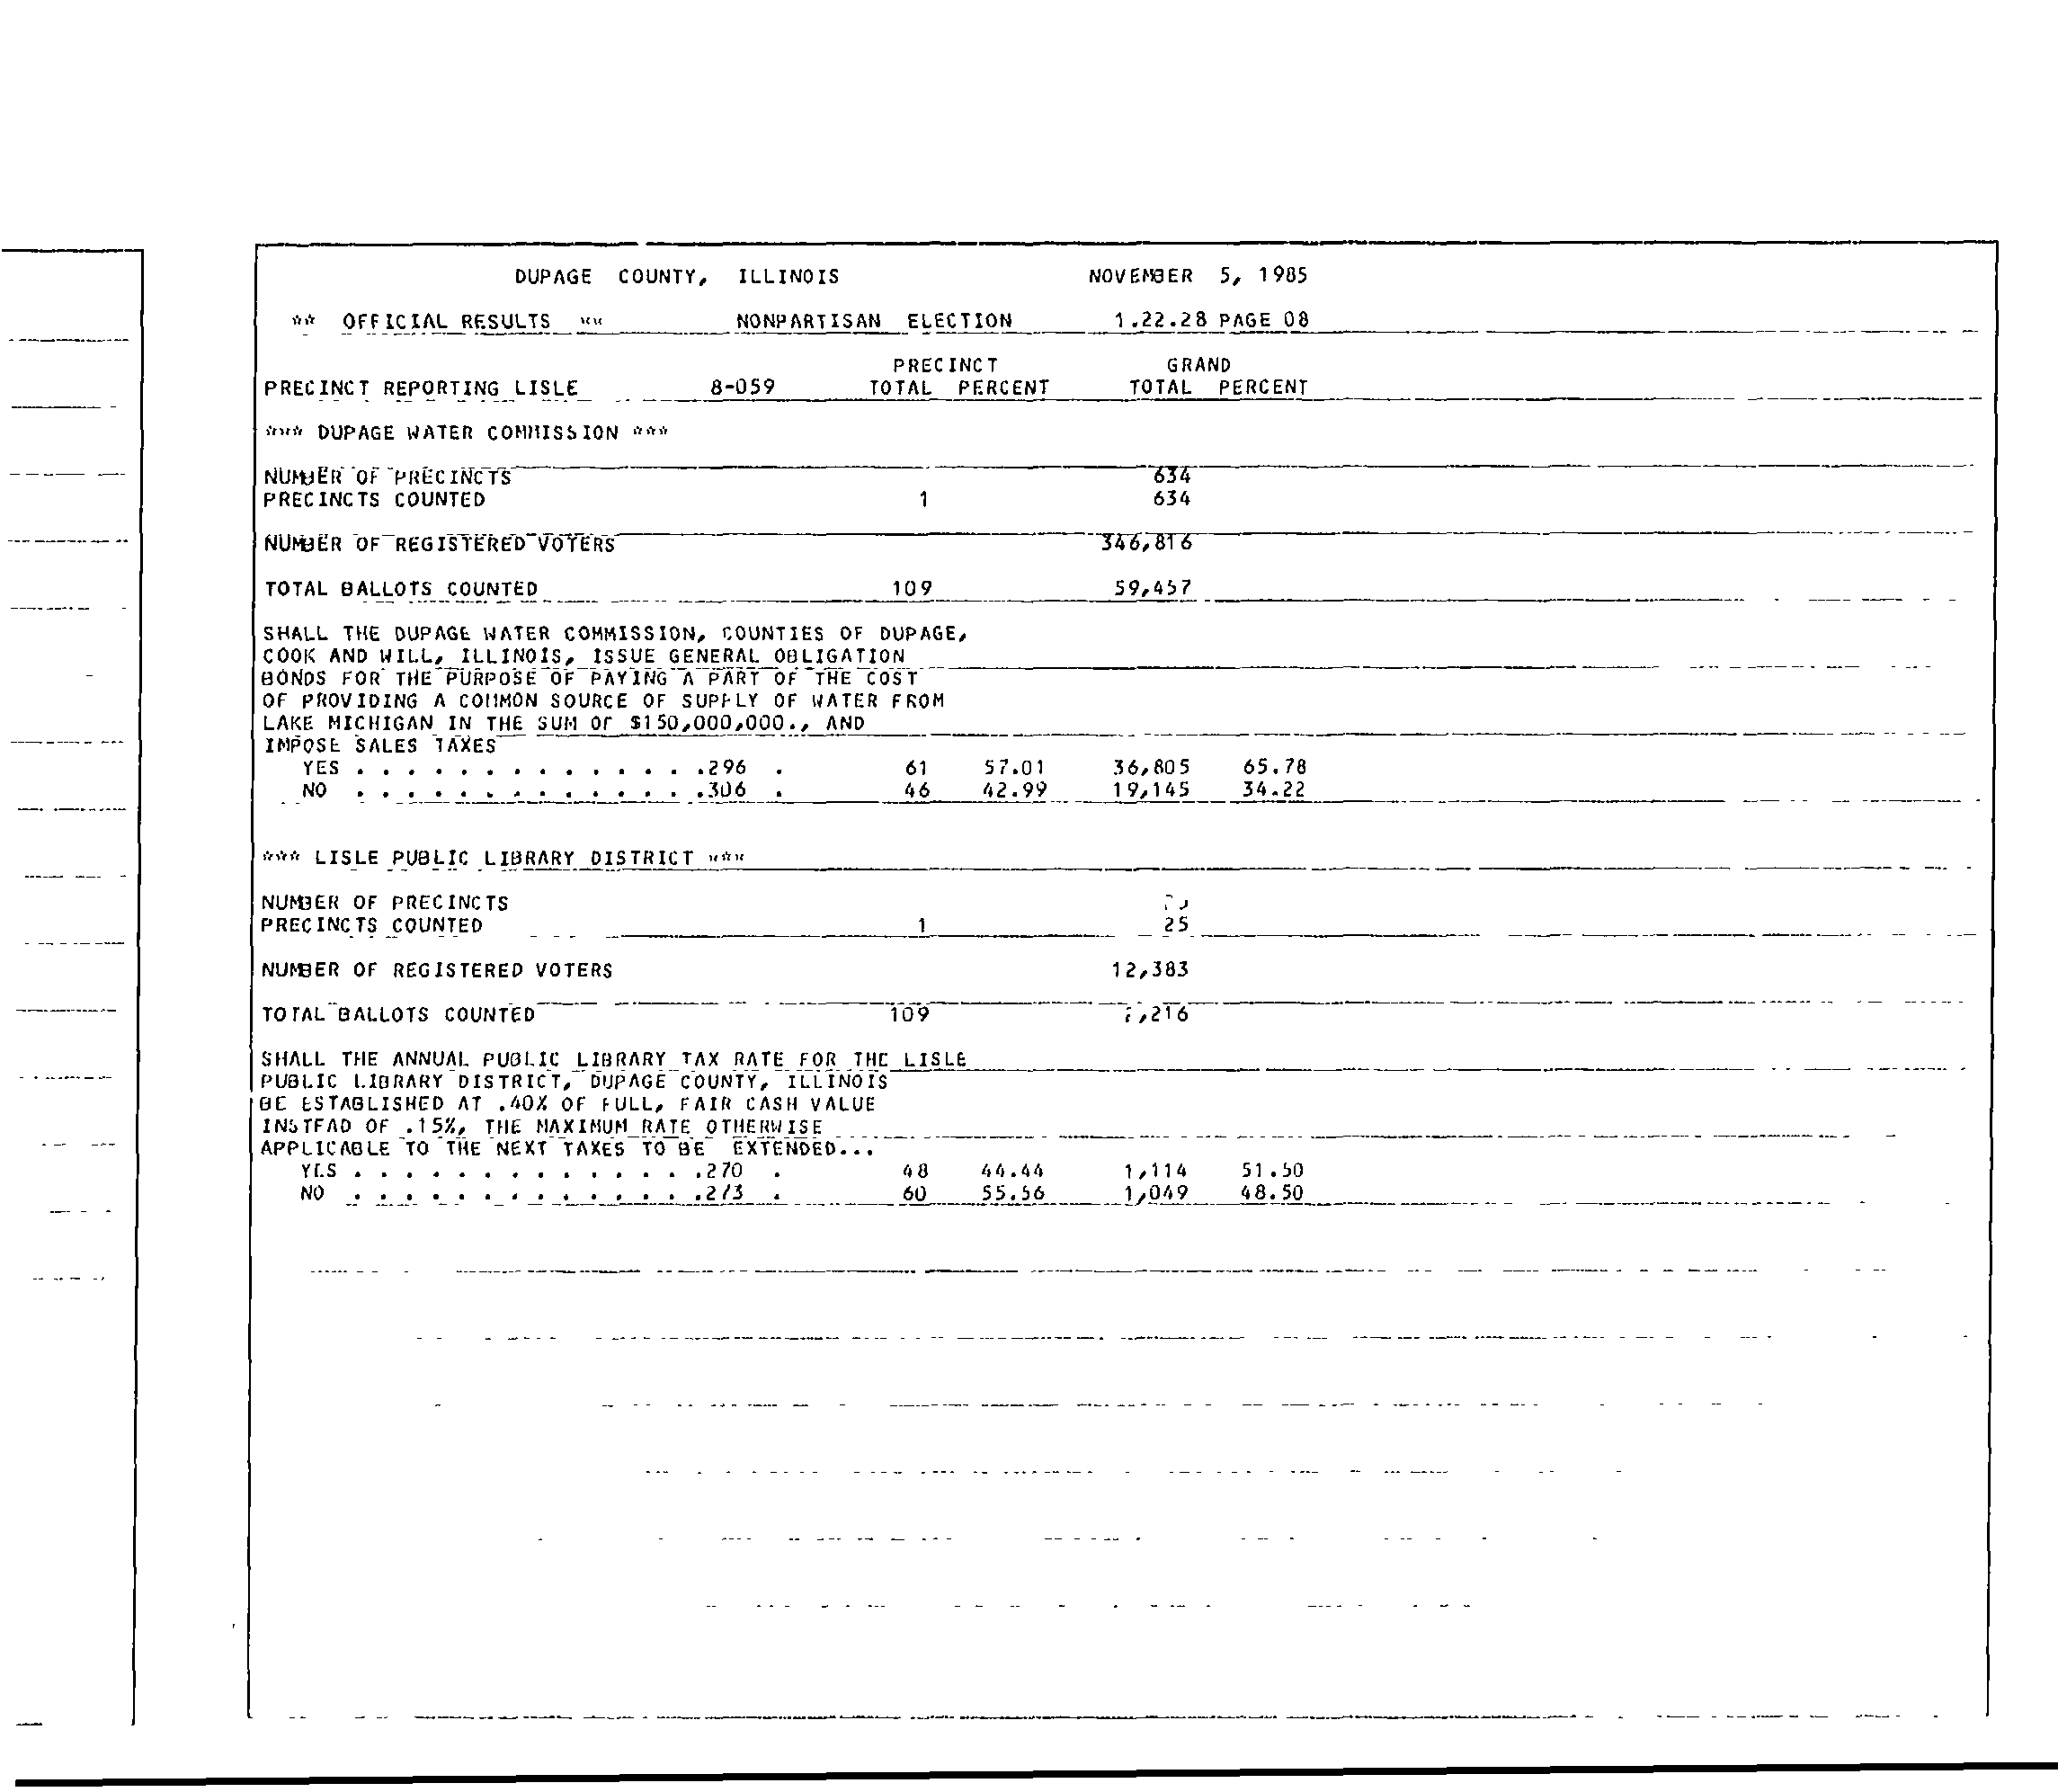 DUPAGE COUNTY, ILLINOIS NOVEMBER 5, 1985
** OFFICIAL RESULTS ** NONPARTISAN ELECTION 1.22.28 PAGE 08
PRECINCT GRAND
PRECINCT REPORTING LISLE 8-059 TOTAL PERCENT TOTAL PERCENT
*** DUPAGE WATER COMMISSION ***
NUMBER OF PRECINCTS 634
PRECINCTS COUNTED 1 634
NUMBER OF REGISTERED VOTERS 346,816
TOTAL BALLOTS COUNTED 109 59,457
SHALL THE DUPAGE WATER COMMISSION, COUNTIES OF DUPAGE,
COOK AND WILL, ILLINOIS, ISSUE GENERAL OBLIGATION
BONDS FOR THE PURPOSE OF PAYING A PART OF THE COST
OF PROVIDING A COMMON SOURCE OF SUPPLY OF WATER FROM
LAKE MICHIGAN IN THE SUM OF $150,000,000., AND
IMPOSE SALES TAXES
YES . . . . . . . . . . . . . .296 . 61 57.01 36,805 65.78
NO . . . . . . . . . . . . . .306 . 46 42.99 19,145 34.22
*** LISLE PUBLIC LIBRARY DISTRICT ***
NUMBER OF PRECINCTS
PRECINCTS COUNTED 1 25
NUMBER OF REGISTERED VOTERS 12,383
TOTAL BALLOTS COUNTED 109
SHALL THE ANNUAL PUBLIC LIBRARY TAX RATE FOR THE LISLE
PUBLIC LIBRARY DISTRICT, DUPAGE COUNTY, ILLINOIS
BE ESTABLISHED AT .40% OF FULL, FAIR CASH VALUE
INSTEAD OF .15%, THE MAXIMUM RATE OTHERWISE
APPLICABLE TO THE NEXT TAXES TO BE EXTENDED...
YES . . . . . . . . . . . . . .270 . 48 44.44 1,114 51.50
NO . . . . . . . . . . . . . .273 . 60 55.56 1,049 48.50